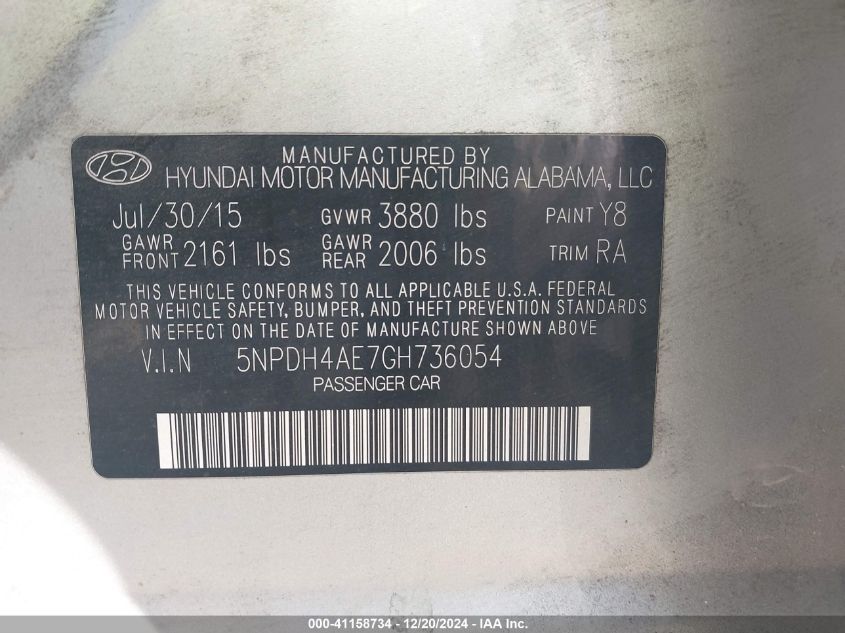 MANUFACTURED BY
HYUNDAI MOTOR MANUFACTURING ALABAMA, LLC
Jul/30/15 GVWR 3880 lbs PAINT Y8
GAWR FRONT 2161 lbs GAWR REAR 2006 lbs TRIM RA
THIS VEHICLE CONFORMS TO ALL APPLICABLE U.S.A. FEDERAL
MOTOR VEHICLE SAFETY, BUMPER, AND THEFT PREVENTION STANDARDS
IN EFFECT ON THE DATE OF MANUFACTURE SHOWN ABOVE
V.I.N 5NPDH4AE7GH736054
PASSENGER CAR
000-41158734 - 12/20/2024 - IAA, Inc.